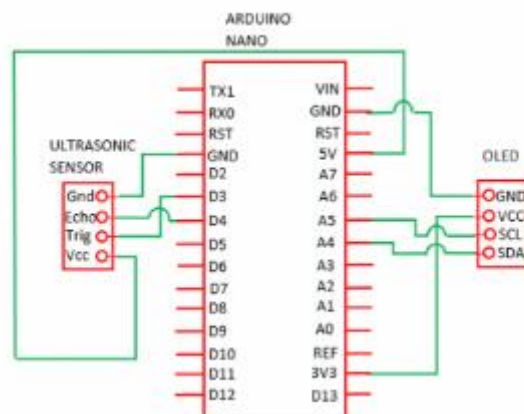 ARDUINO
NANO
TX1
RX0
RST
GND
D2
D3
D4
D5
D6
D7
D8
D9
D10
D11
D12
VIN
GND
RST
5V
A7
A6
A5
A4
A3
A2
A1
A0
REF
3V3
D13
ULTRASONIC
SENSOR
Gnd
Echo
Trig
Vcc
OLED
GND
VCC
SCL
SDA